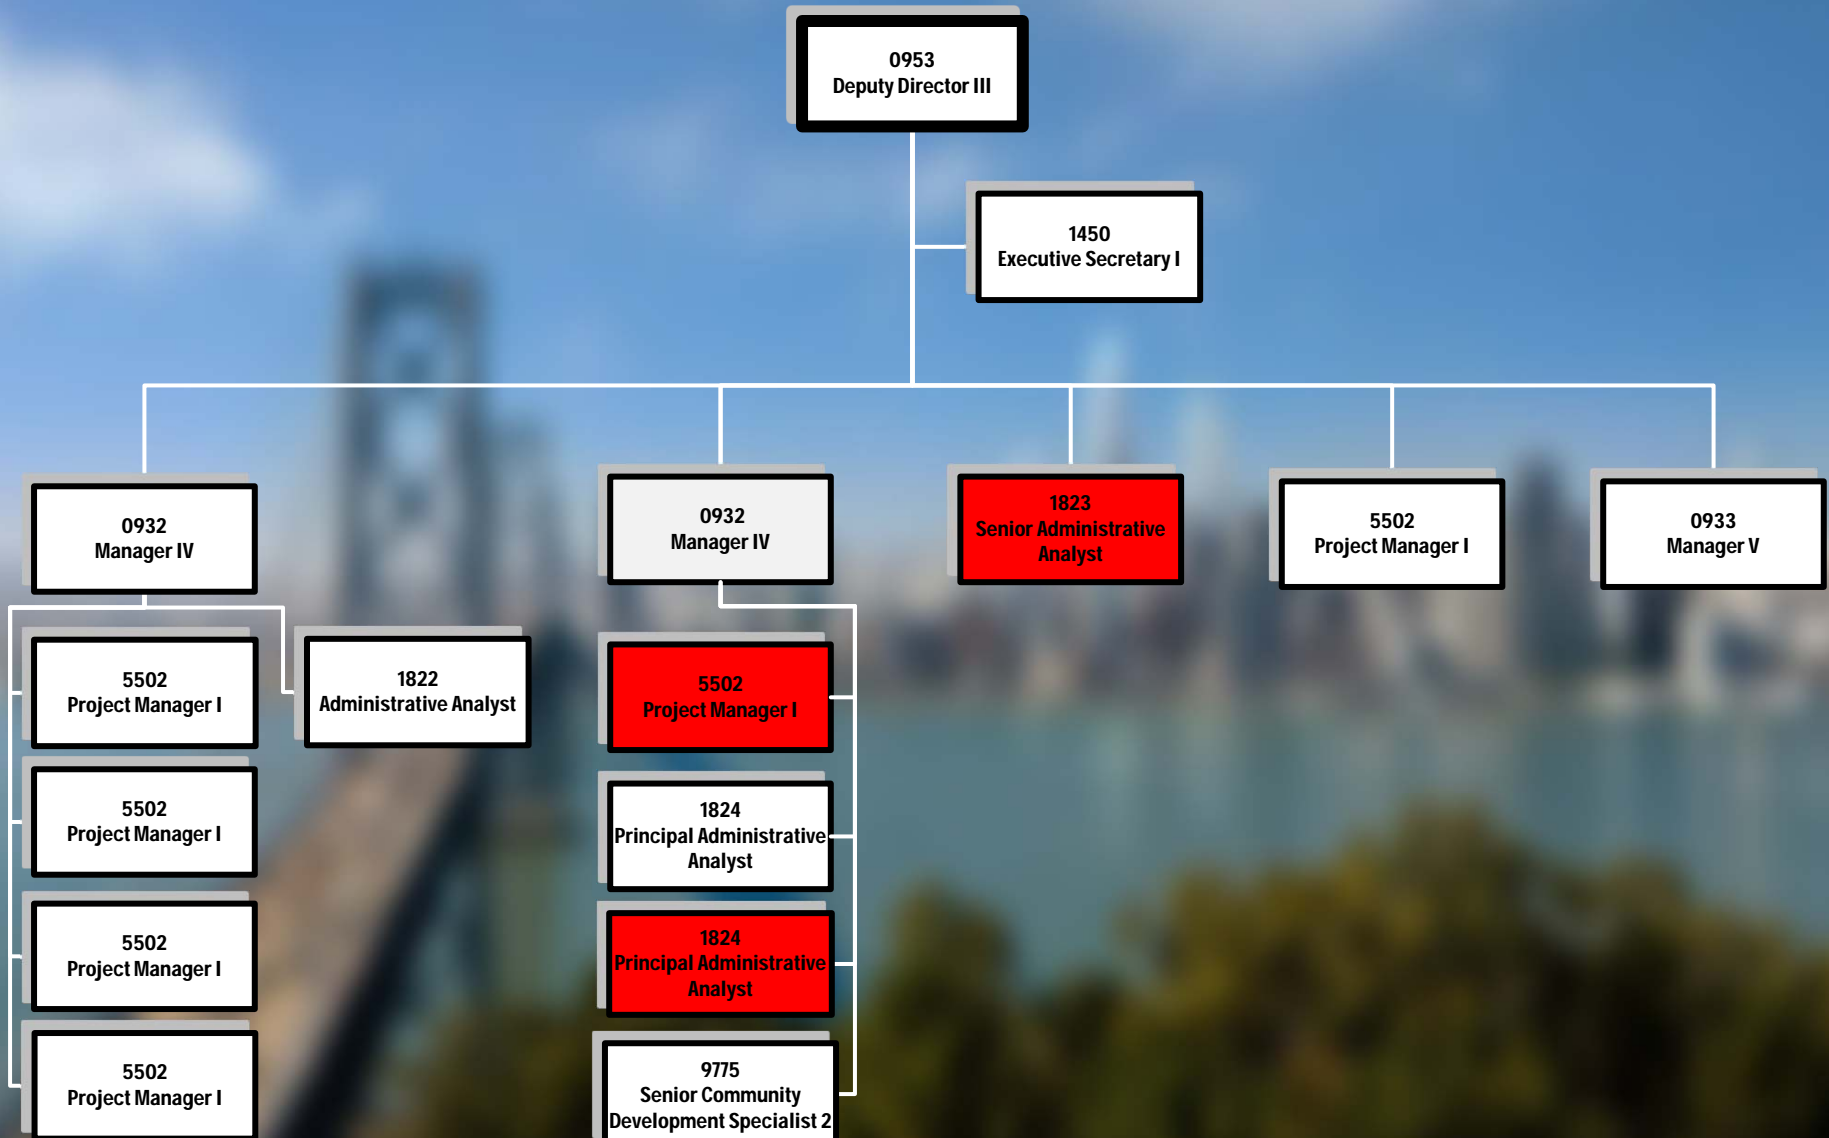 0953
Deputy Director III
1450
Executive Secretary I
0932
Manager IV
0932
Manager IV
1823
Senior Administrative
Analyst
5502
Project Manager I
0933
Manager V
5502
Project Manager I
1822
Administrative Analyst
5502
Project Manager I
5502
Project Manager I
5502
Project Manager I
5502
Project Manager I
1824
Principal Administrative
Analyst
1824
Principal Administrative
Analyst
9775
Senior Community
Development Specialist 2